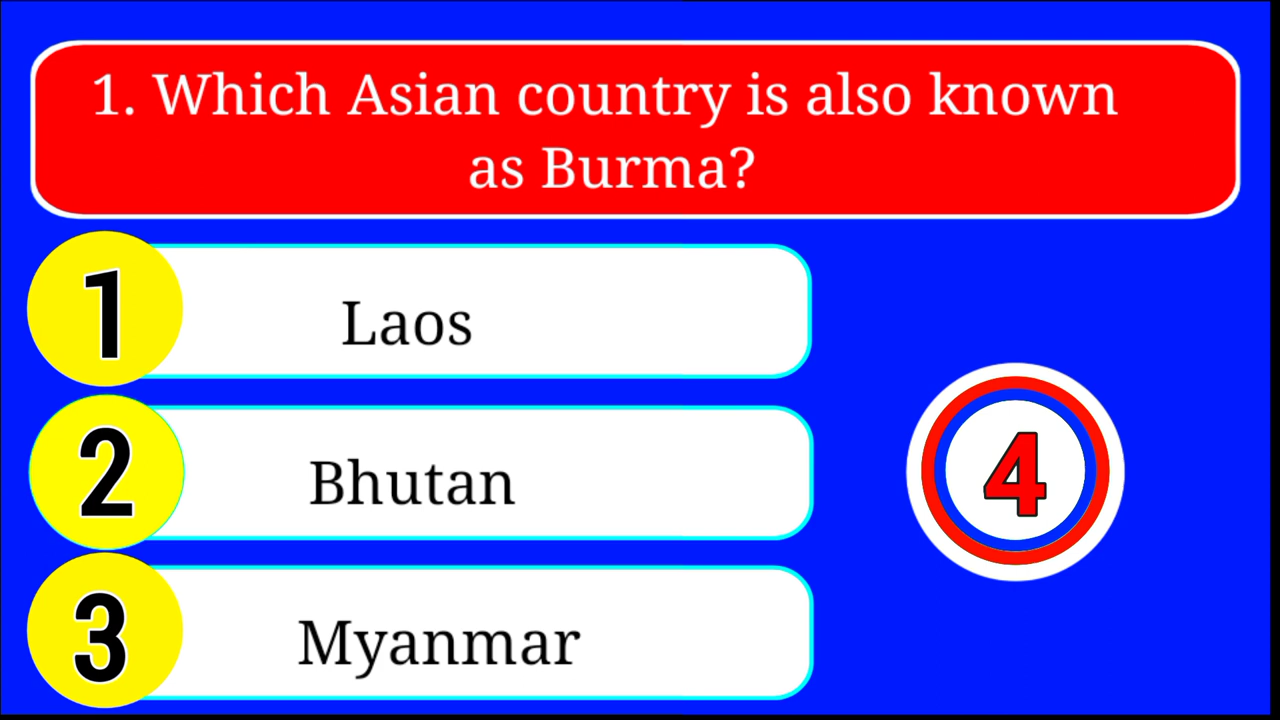 1. Which Asian country is also known
as Burma?
1
Laos
2
Bhutan
4
3
Myanmar